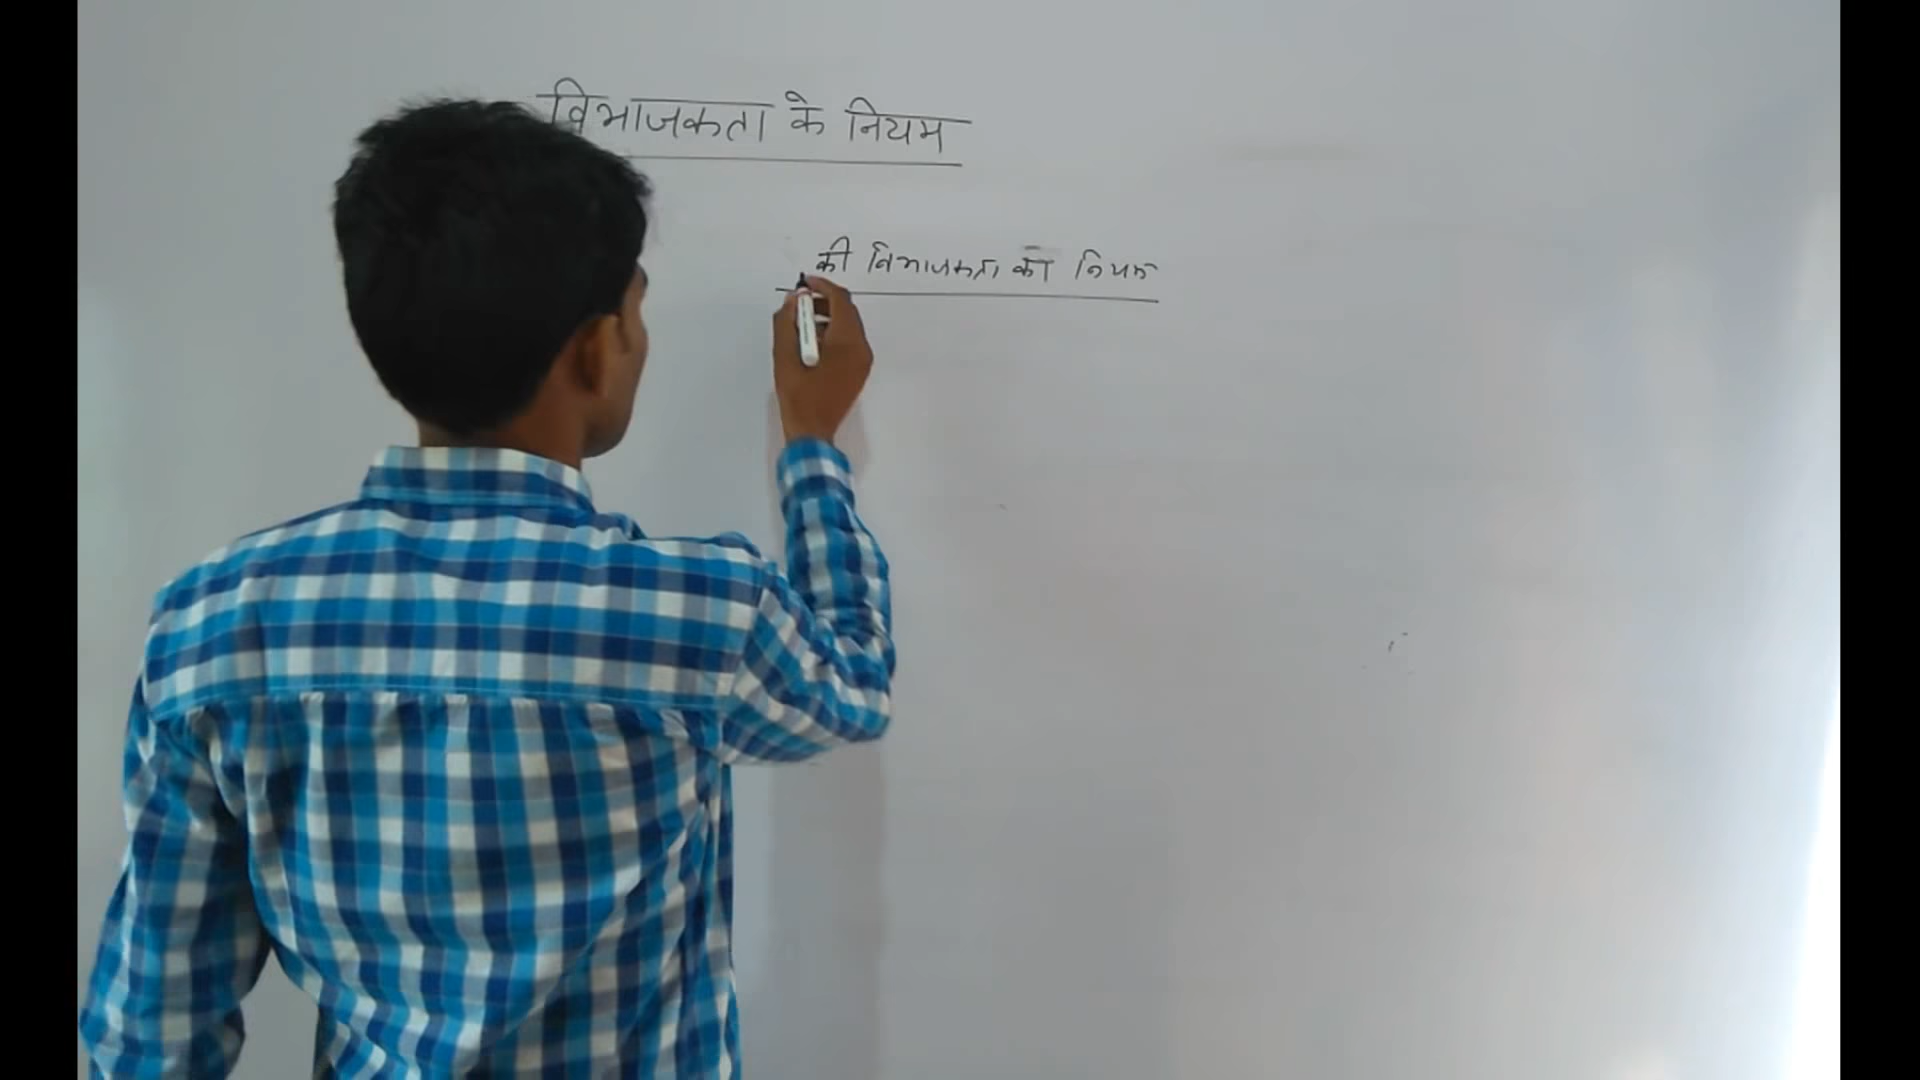 विभाजकता के नियम
की विभाजकता का नियम